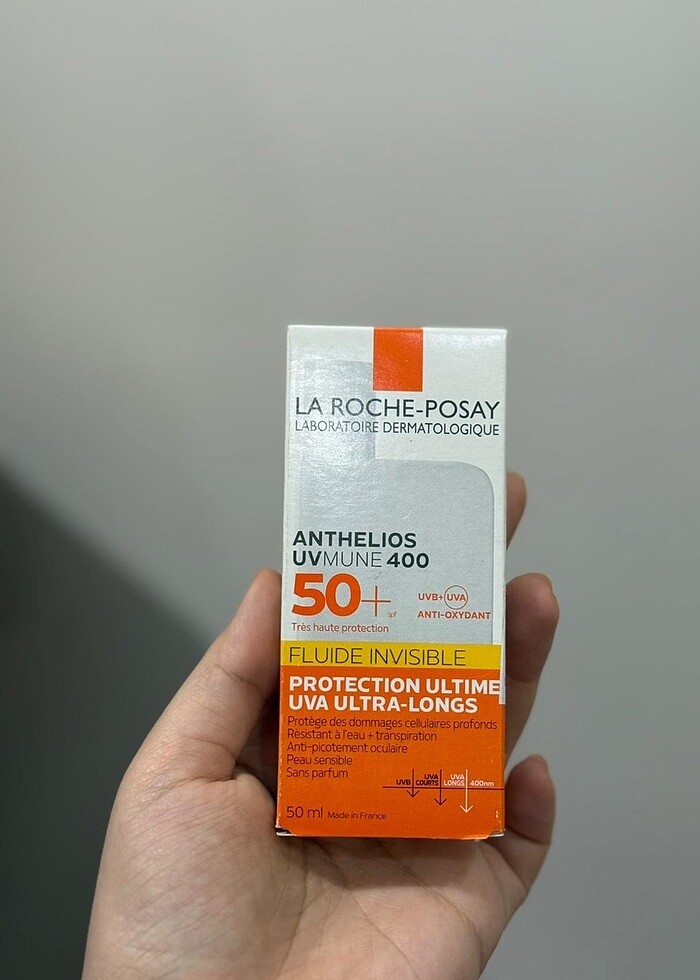 LA ROCHE-POSAY
LABORATOIRE DERMATOLOGIQUE
ANTHELIOS
UVMUNE 400
50+ spf
Très haute protection
UVB+ UVA
ANTI-OXYDANT
FLUIDE INVISIBLE
PROTECTION ULTIME
UVA ULTRA-LONGS
Protège des dommages cellulaires profonds
Résistant à l'eau + transpiration
Anti-picotement oculaire
Peau sensible
Sans parfum
UVB UVA COURTS UVA LONGS 400nm
50 ml Made in France